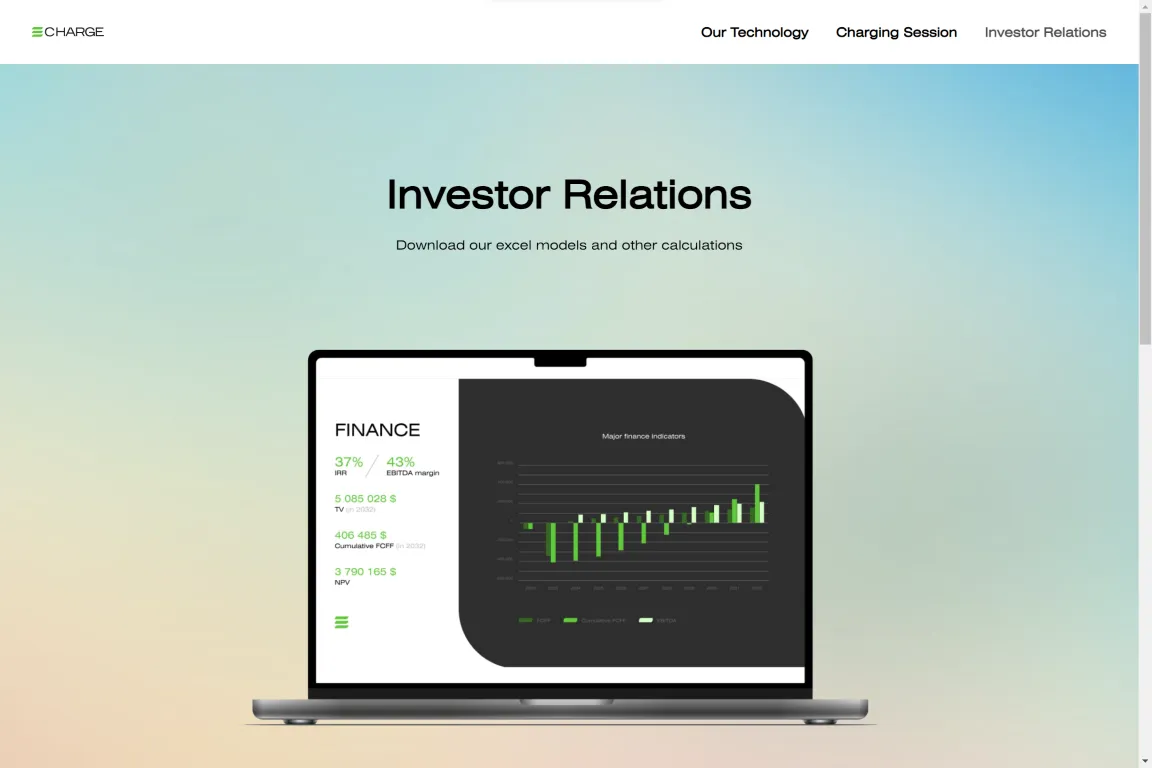 CHARGE
Our Technology
Charging Session
Investor Relations
Investor Relations
Download our excel models and other calculations
FINANCE
37%
IRR
43%
EBITDA margin
5 085 028 $
TV (in 2032)
406 485 $
Cumulative FCFF (in 2032)
3 790 165 $
NPV
Major finance indicators
FCFF
Cumulative FCFF
EBITDA